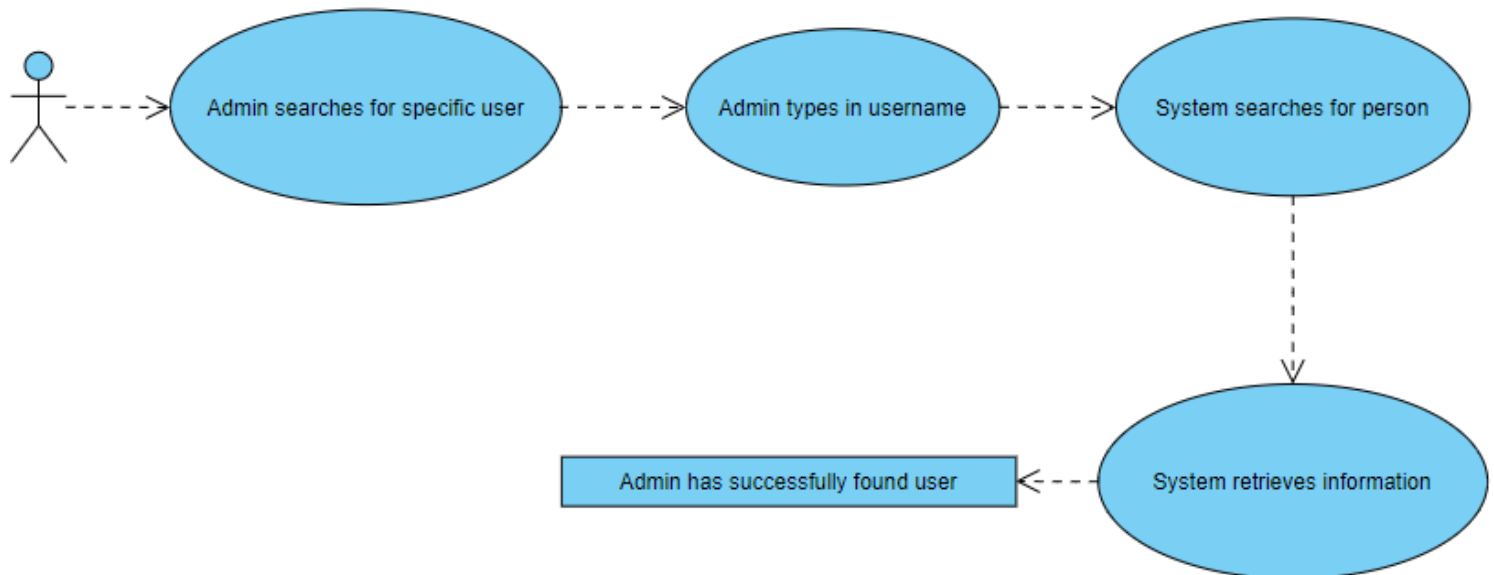 Admin searches for specific user
Admin types in username
System searches for person
Admin has successfully found user
System retrieves information